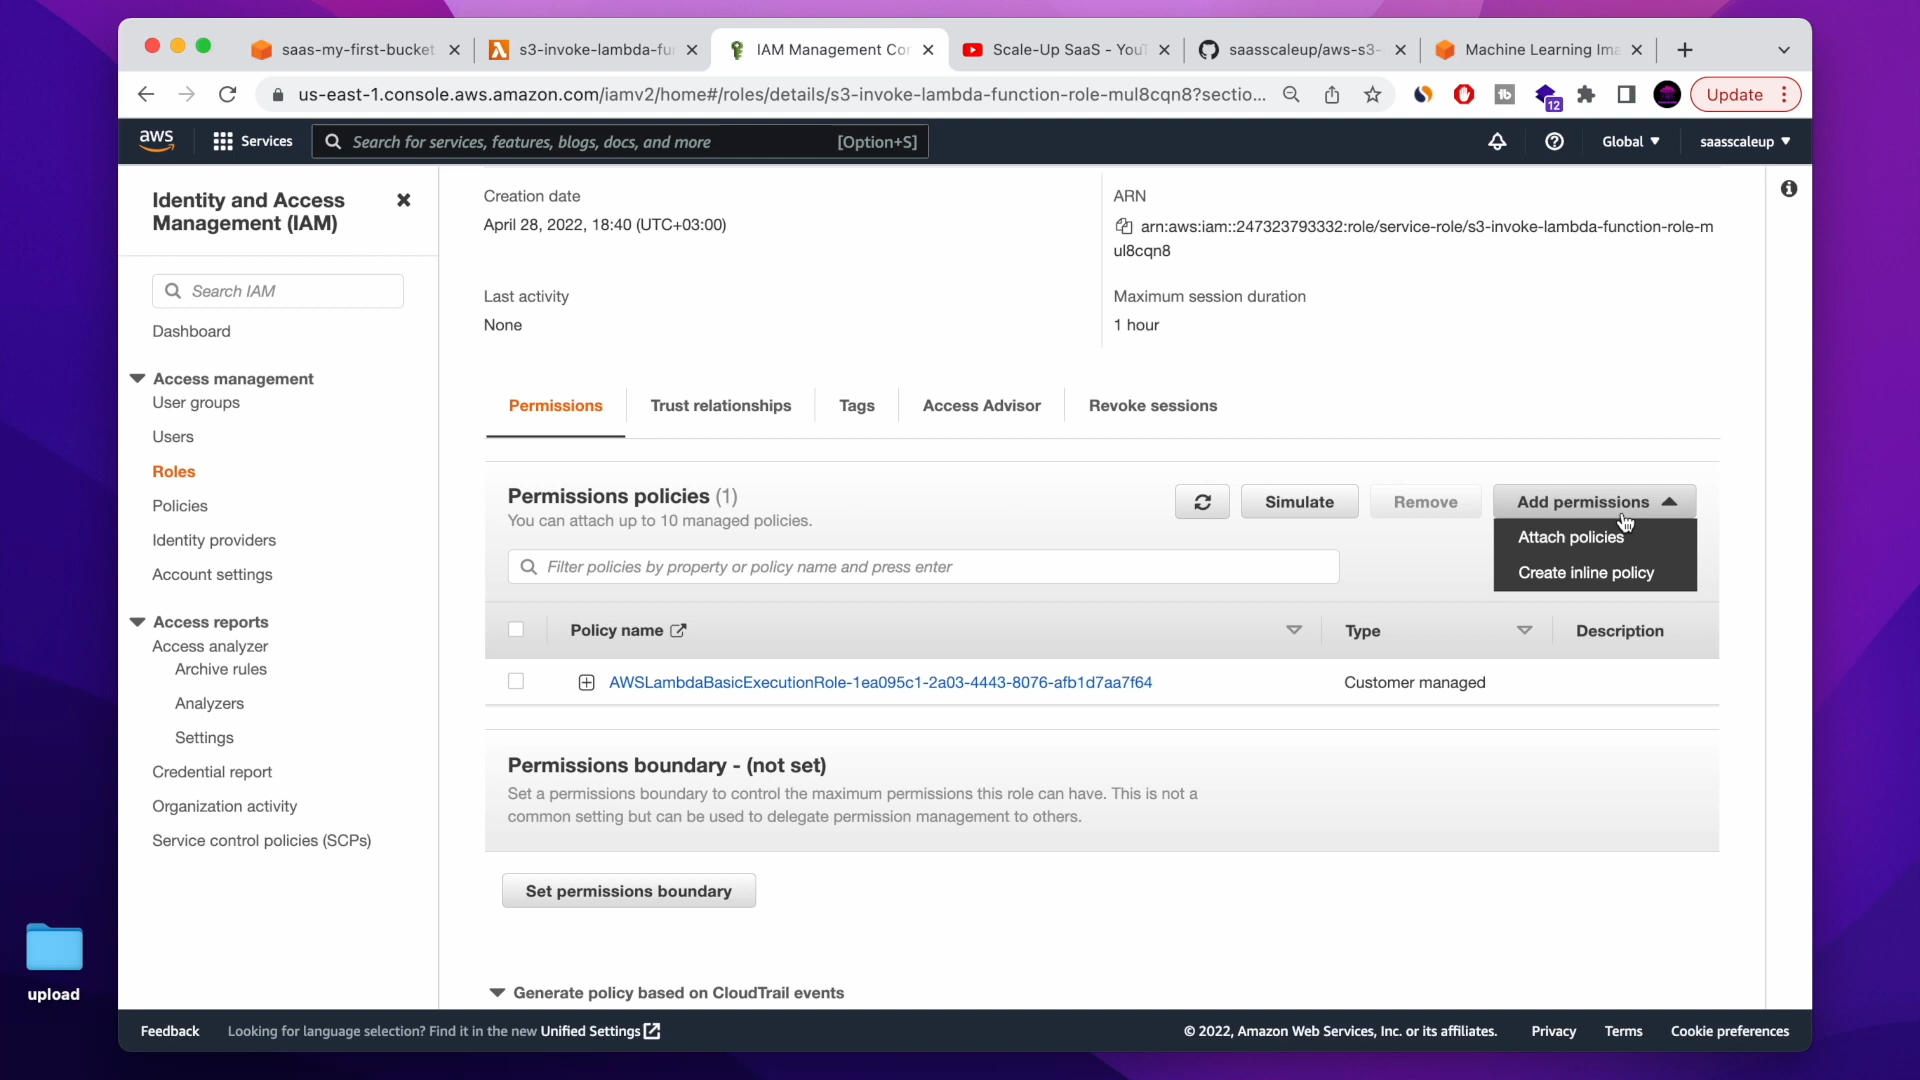 saas-my-first-bucket
s3-invoke-lambda-fu
IAM Management Co
Scale-Up SaaS - You
saasscaleup/aws-s3-
Machine Learning Ima
us-east-1.console.aws.amazon.com/iamv2/home#/roles/details/s3-invoke-lambda-function-role-mul8cqn8?sectio...
tb
12
Update
aws
Services
Search for services, features, blogs, docs, and more
[Option+S]
Global
saasscaleup
Identity and Access
Management (IAM)
Search IAM
Dashboard
Access management
User groups
Users
Roles
Policies
Identity providers
Account settings
Access reports
Access analyzer
Archive rules
Analyzers
Settings
Credential report
Organization activity
Service control policies (SCPs)
Creation date
April 28, 2022, 18:40 (UTC+03:00)
ARN
arn:aws:iam::247323793332:role/service-role/s3-invoke-lambda-function-role-m
ul8cqn8
Last activity
None
Maximum session duration
1 hour
Permissions
Trust relationships
Tags
Access Advisor
Revoke sessions
Permissions policies (1)
You can attach up to 10 managed policies.
Simulate
Remove
Add permissions
Attach policies
Create inline policy
Filter policies by property or policy name and press enter
Policy name
Type
Description
AWSLambdaBasicExecutionRole-1ea095c1-2a03-4443-8076-afb1d7aa7f64
Customer managed
Permissions boundary - (not set)
Set a permissions boundary to control the maximum permissions this role can have. This is not a
common setting but can be used to delegate permission management to others.
Set permissions boundary
Generate policy based on CloudTrail events
upload
Feedback
Looking for language selection? Find it in the new Unified Settings
© 2022, Amazon Web Services, Inc. or its affiliates.
Privacy
Terms
Cookie preferences